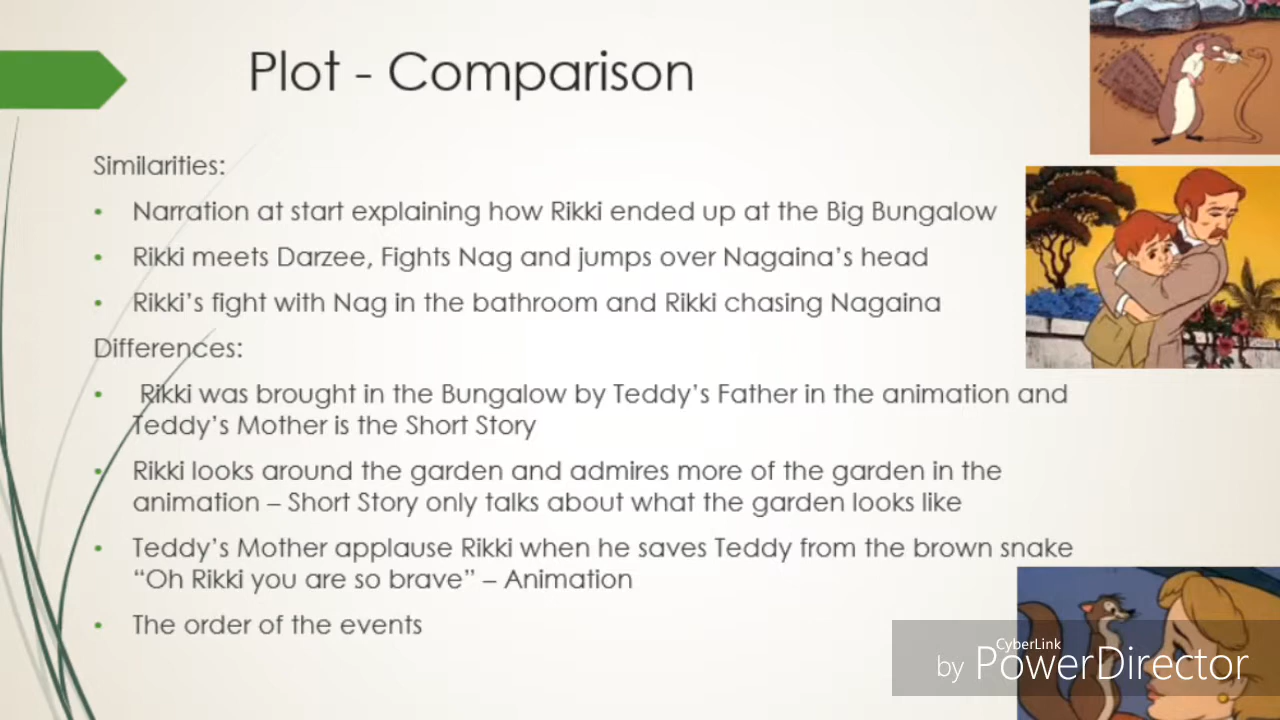 Plot - Comparison
Similarities:
• Narration at start explaining how Rikki ended up at the Big Bungalow
• Rikki meets Darzee, Fights Nag and jumps over Nagaina’s head
• Rikki’s fight with Nag in the bathroom and Rikki chasing Nagaina
Differences:
• Rikki was brought in the Bungalow by Teddy’s Father in the animation and
Teddy’s Mother is the Short Story
• Rikki looks around the garden and admires more of the garden in the
animation – Short Story only talks about what the garden looks like
• Teddy’s Mother applause Rikki when he saves Teddy from the brown snake
“Oh Rikki you are so brave” – Animation
• The order of the events
CyberLink
by PowerDirector